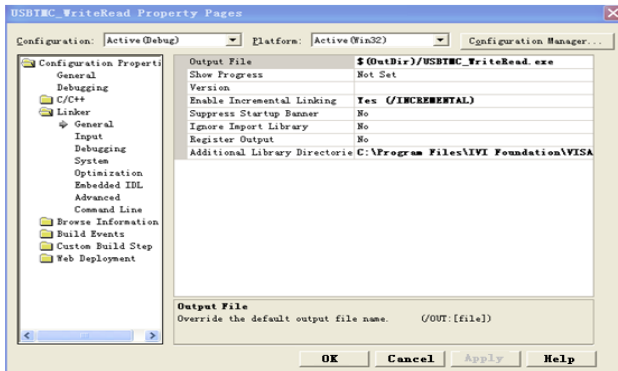 USBTMC_WriteRead Property Pages
Configuration: Active(Debug) Platform: Active(Win32) Configuration Manager...
Configuration Properti
General
Debugging
C/C++
Linker
General
Input
Debugging
System
Optimization
Embedded IDL
Advanced
Command Line
Browse Information
Build Events
Custom Build Step
Web Deployment
Output File $(OutDir)/USBTMC_WriteRead.exe
Show Progress Not Set
Version
Enable Incremental Linking Yes (/INCREMENTAL)
Suppress Startup Banner No
Ignore Import Library No
Register Output No
Additional Library Directorie C:\Program Files\IVI Foundation\VISA
Output File
Override the default output file name. (/OUT:[file])
OK Cancel Apply Help